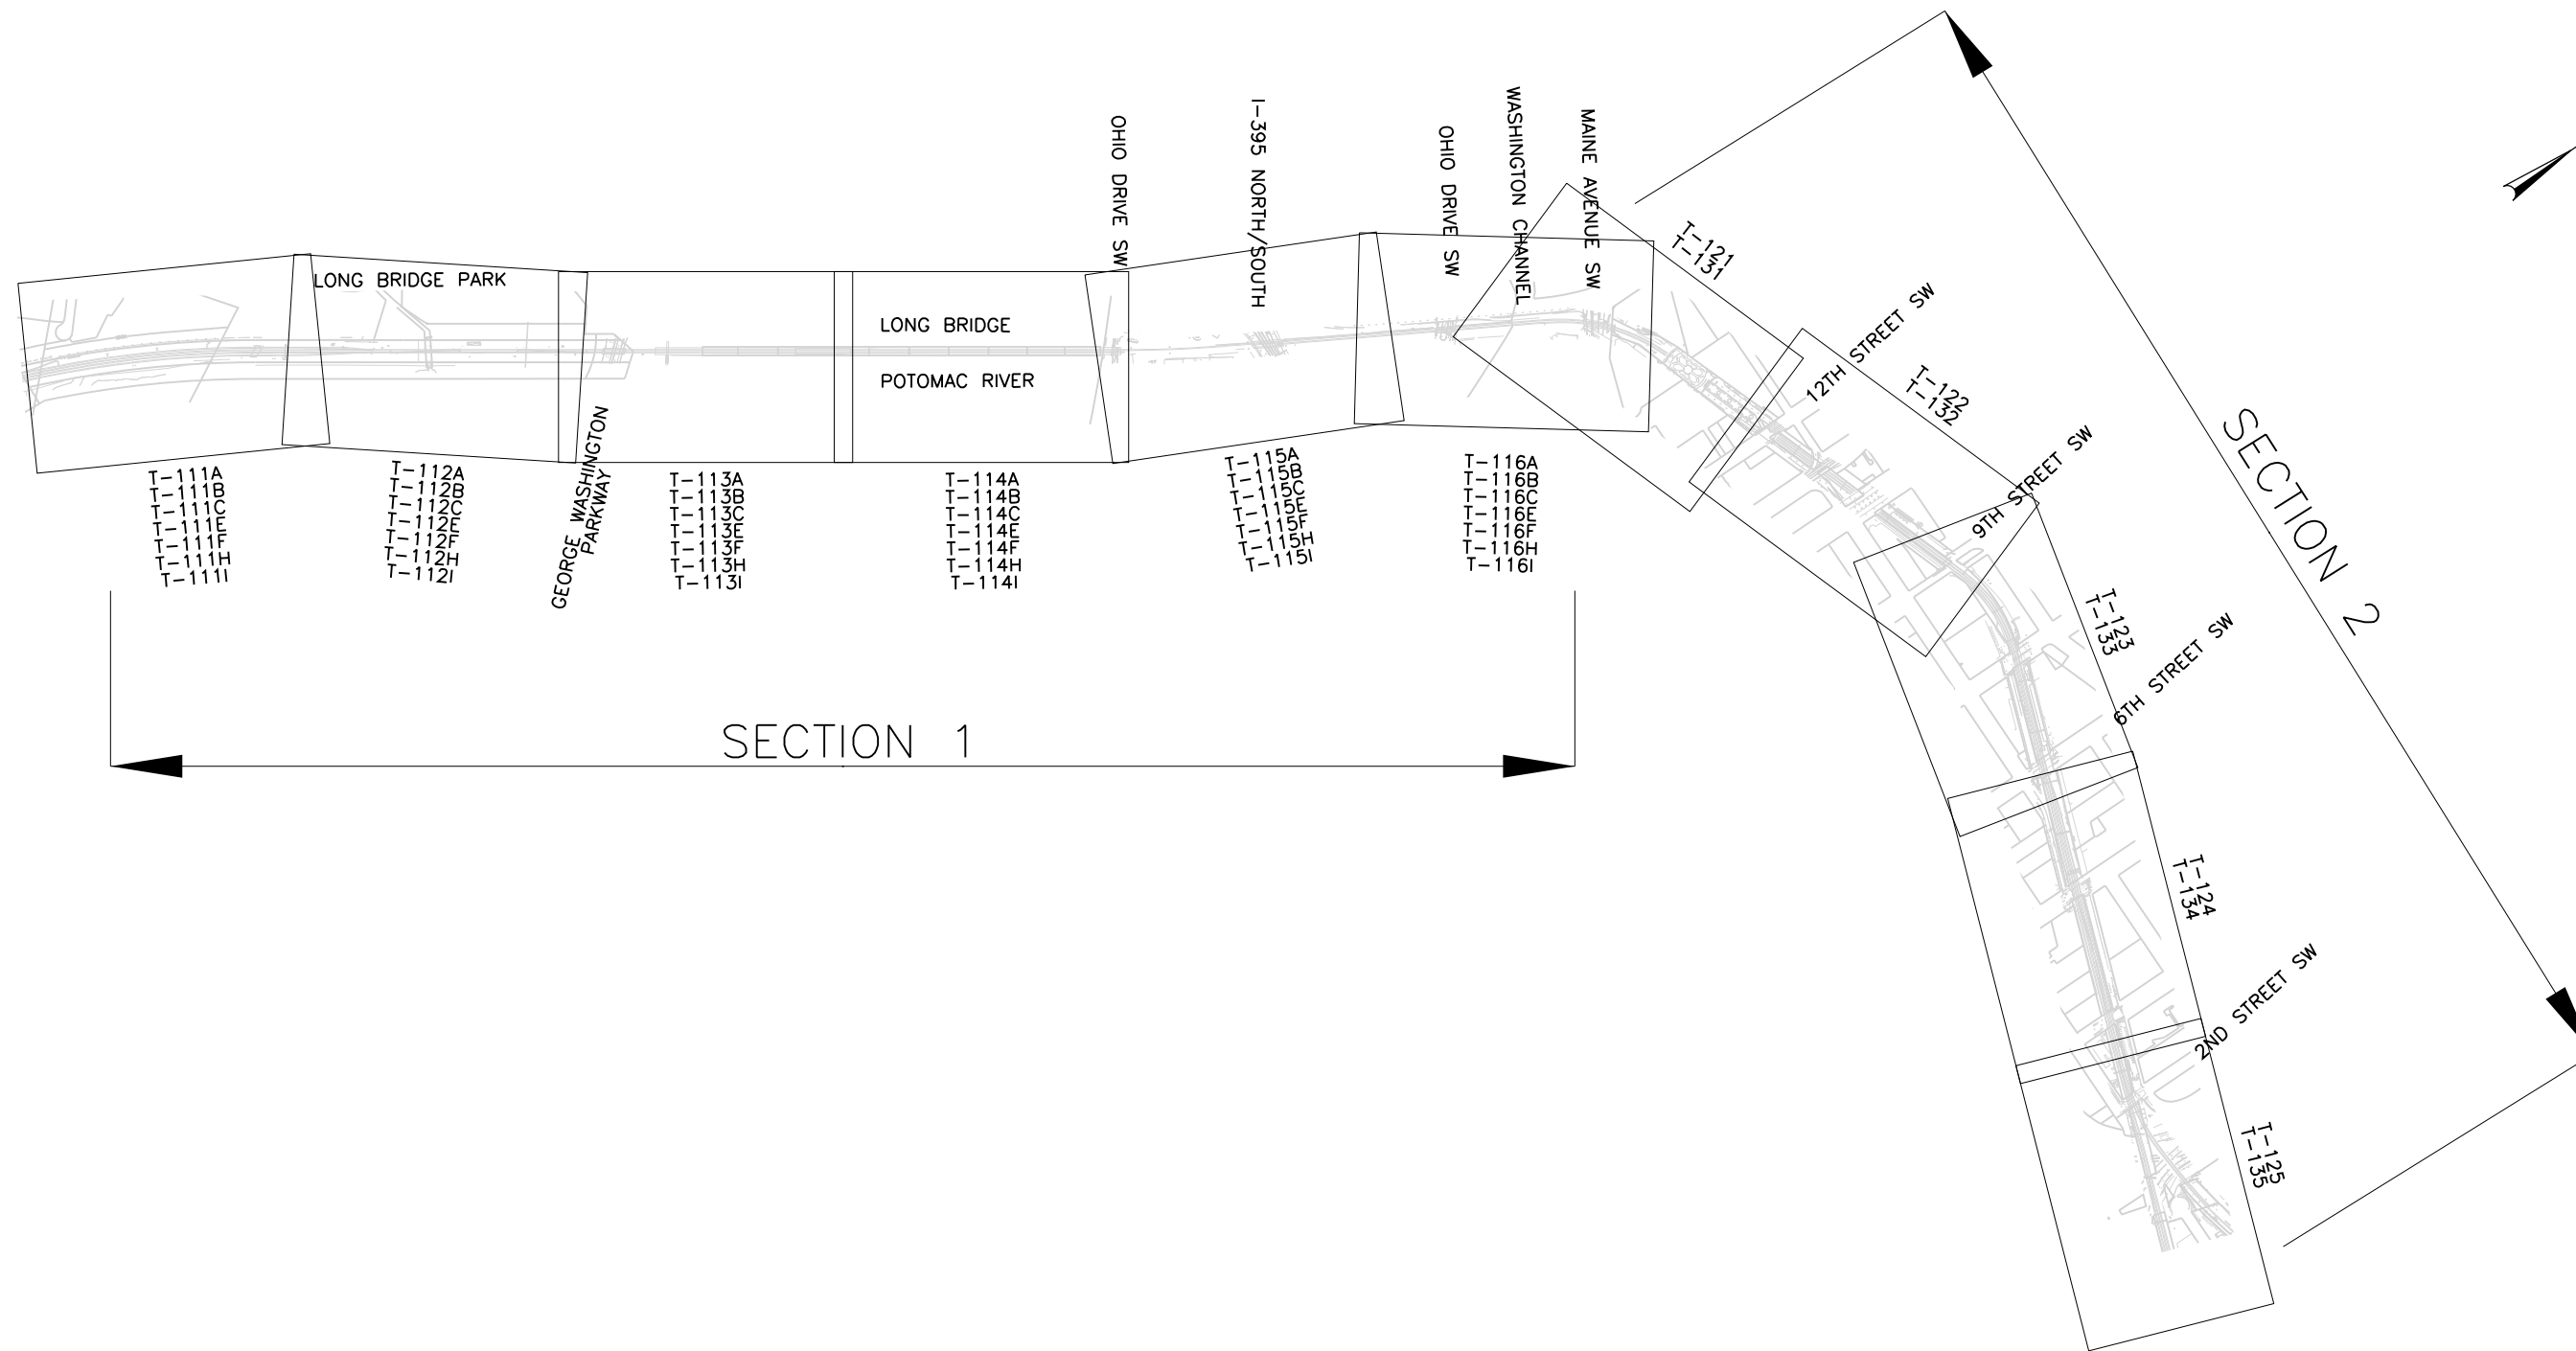 OHIO DRIVE SW
I-395 NORTH/SOUTH
OHIO DRIVE SW
WASHINGTON CHANNEL
MAINE AVENUE SW
LONG BRIDGE PARK
LONG BRIDGE
POTOMAC RIVER
GEORGE WASHINGTON
PARKWAY
T-111A
T-111B
T-111C
T-111E
T-111F
T-111H
T-111I
T-112A
T-112B
T-112C
T-112E
T-112F
T-112H
T-112I
T-113A
T-113B
T-113C
T-113E
T-113F
T-113H
T-113I
T-114A
T-114B
T-114C
T-114E
T-114F
T-114H
T-114I
T-115A
T-115B
T-115C
T-115E
T-115F
T-115H
T-115I
T-116A
T-116B
T-116C
T-116E
T-116F
T-116H
T-116I
SECTION 1
T-121
T-131
12TH STREET SW
T-122
T-132
9TH STREET SW
T-123
T-133
6TH STREET SW
T-124
T-134
2ND STREET SW
T-125
T-135
SECTION 2